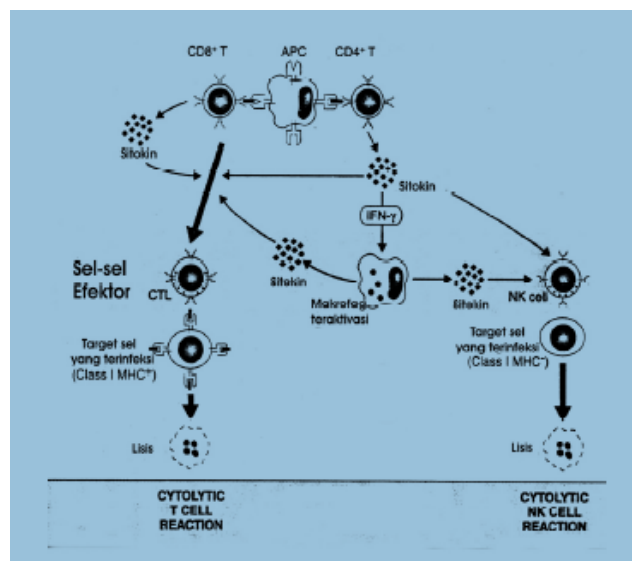 CD8⁺ T
APC
CD4⁺ T
Sitokin
Sitokin
IFN-γ
Sel-sel
Efektor
CTL
Sitokin
Makrofag
teraktivasi
Sitokin
NK cell
Target sel
yang terinfeksi
(Class I MHC⁺)
Target sel
yang terinfeksi
(Class I MHC⁻)
Lisis
Lisis
CYTOLYTIC
T CELL
REACTION
CYTOLYTIC
NK CELL
REACTION